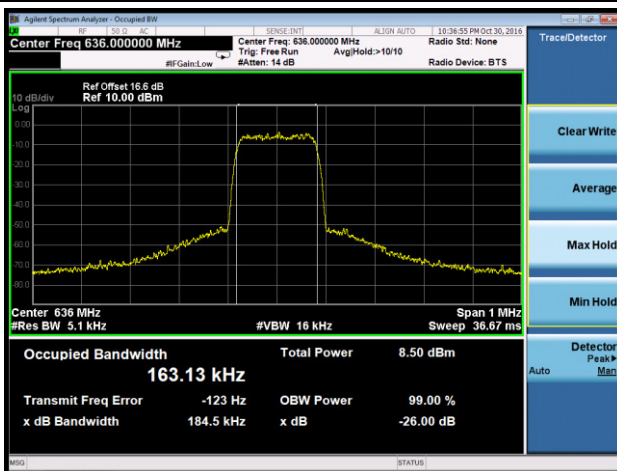 Agilent Spectrum Analyzer - Occupied BW
RF 50 Ω AC SENSE:INT ALIGN AUTO 10:36:55 PM Oct 30, 2016
Center Freq 636.000000 MHz
Center Freq: 636.000000 MHz
Radio Std: None
Trig: Free Run Avg|Hold:>10/10
#IFGain:Low #Atten: 14 dB Radio Device: BTS
Trace/Detector
Ref Offset 16.6 dB
10 dB/div Ref 10.00 dBm
Log
0.00
-10.0
-20.0
-30.0
-40.0
-50.0
-60.0
-70.0
-80.0
Center 636 MHz Span 1 MHz
#Res BW 5.1 kHz #VBW 16 kHz Sweep 36.67 ms
Clear Write
Average
Max Hold
Min Hold
Detector
Peak▶
Auto Man
Occupied Bandwidth Total Power 8.50 dBm
163.13 kHz
Transmit Freq Error -123 Hz OBW Power 99.00 %
x dB Bandwidth 184.5 kHz x dB -26.00 dB
MSG STATUS